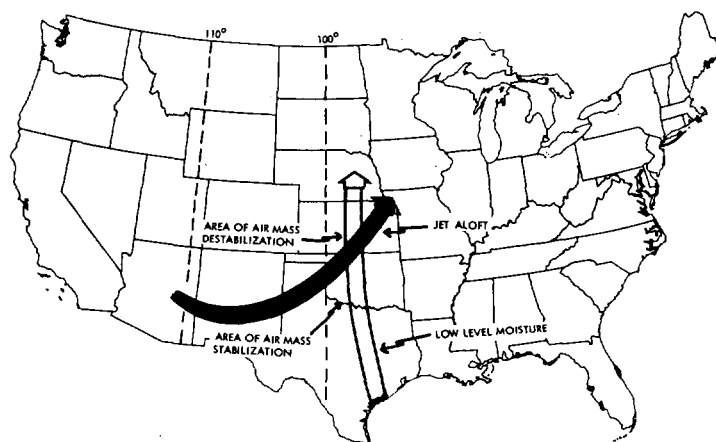 110°
100°
AREA OF AIR MASS
DESTABILIZATION
JET ALOFT
AREA OF AIR MASS
STABILIZATION
LOW LEVEL MOISTURE